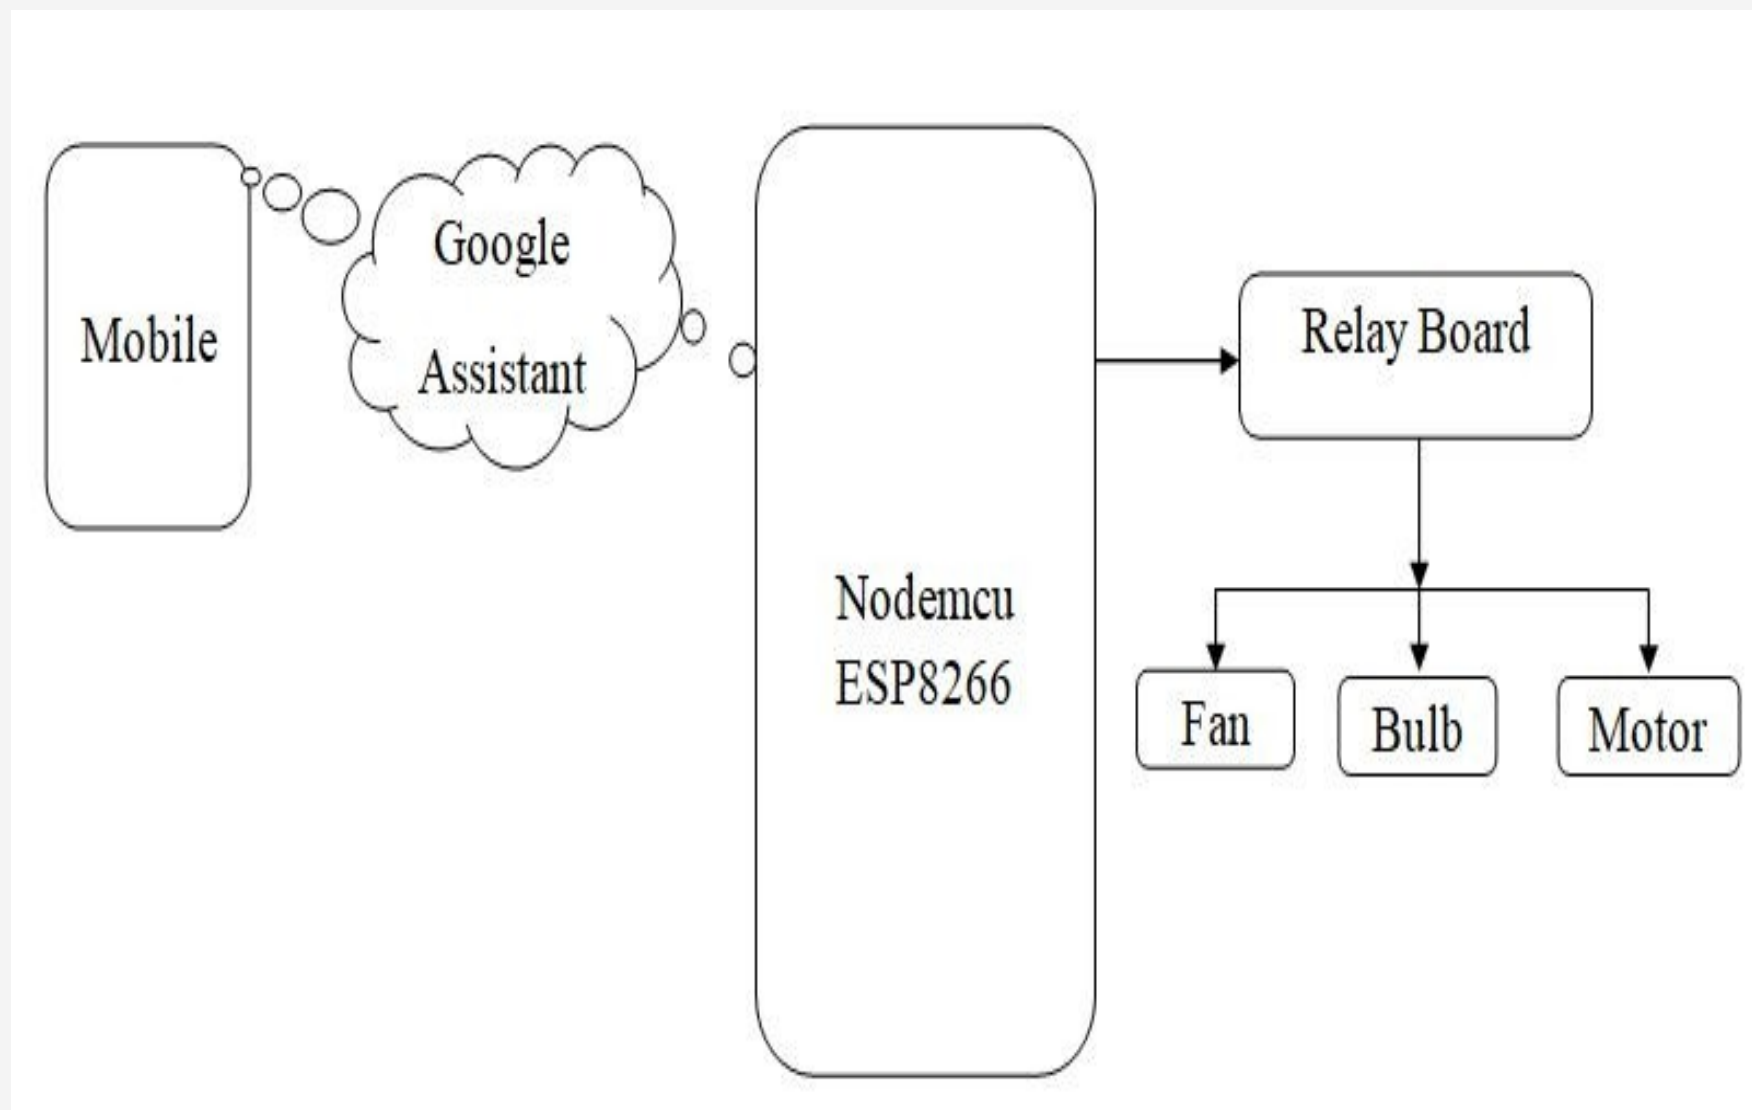 Mobile
Google
Assistant
Nodemcu
ESP8266
Relay Board
Fan
Bulb
Motor